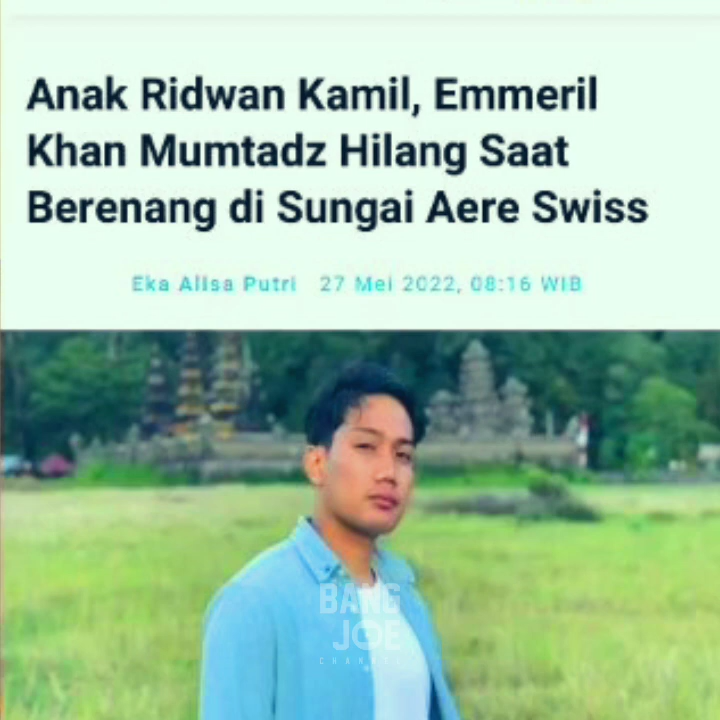 Anak Ridwan Kamil, Emmeril
Khan Mumtadz Hilang Saat
Berenang di Sungai Aere Swiss
Eka Alisa Putri 27 Mei 2022, 08:16 WIB
BANG
JOE
CHANNEL